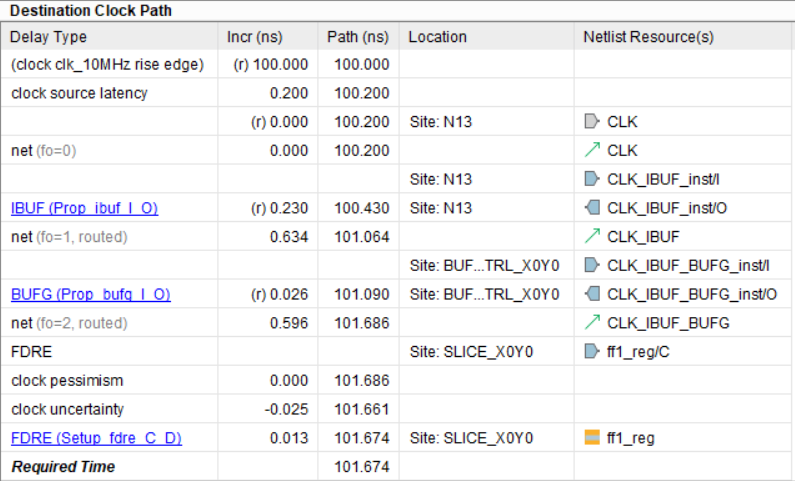 Destination Clock Path
Delay Type Incr (ns) Path (ns) Location Netlist Resource(s)
(clock clk_10MHz rise edge) (r) 100.000 100.000
clock source latency 0.200 100.200
(r) 0.000 100.200 Site: N13 CLK
net (fo=0) 0.000 100.200 CLK
Site: N13 CLK_IBUF_inst/I
IBUF (Prop_ibuf_I_O) (r) 0.230 100.430 Site: N13 CLK_IBUF_inst/O
net (fo=1, routed) 0.634 101.064 CLK_IBUF
Site: BUF...TRL_X0Y0 CLK_IBUF_BUFG_inst/I
BUFG (Prop_bufg_I_O) (r) 0.026 101.090 Site: BUF...TRL_X0Y0 CLK_IBUF_BUFG_inst/O
net (fo=2, routed) 0.596 101.686 CLK_IBUF_BUFG
FDRE Site: SLICE_X0Y0 ff1_reg/C
clock pessimism 0.000 101.686
clock uncertainty -0.025 101.661
FDRE (Setup_fdre_C_D) 0.013 101.674 Site: SLICE_X0Y0 ff1_reg
Required Time 101.674